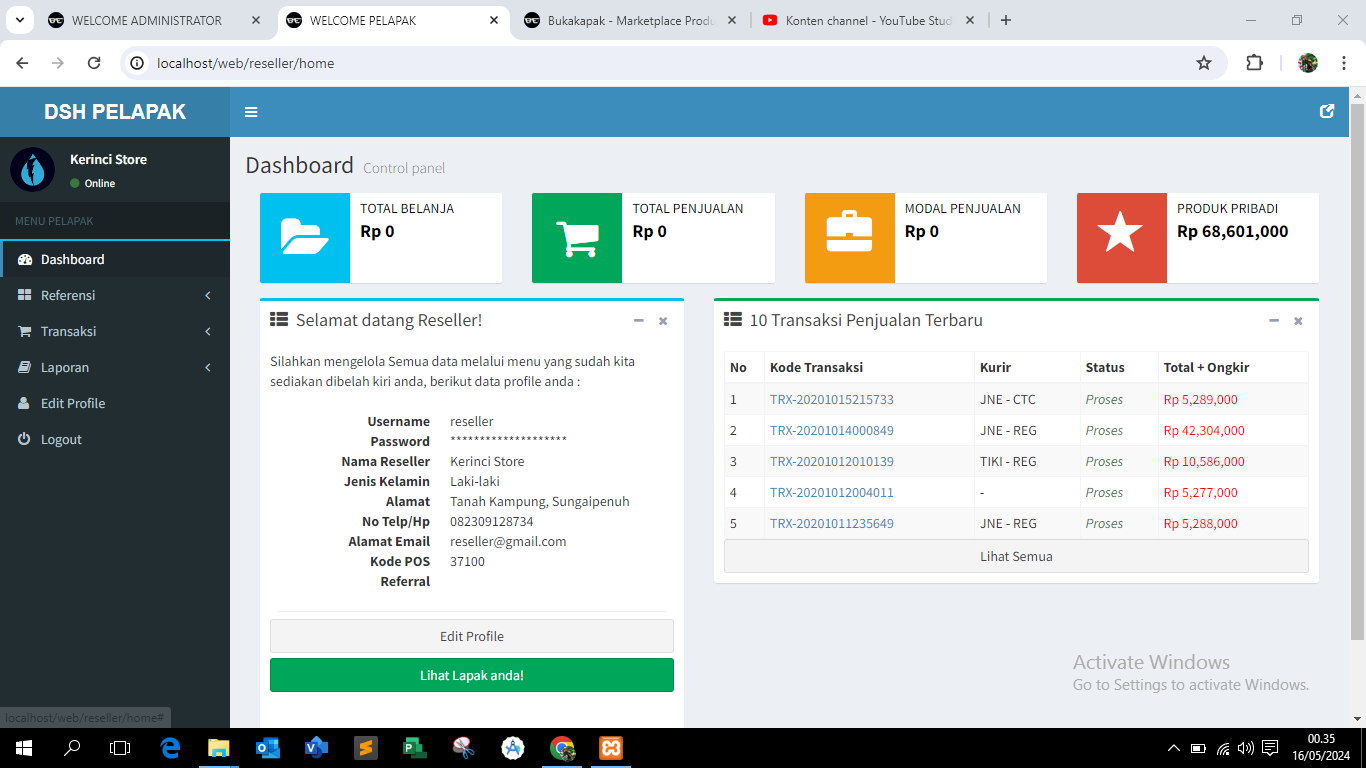 WELCOME ADMINISTRATOR
WELCOME PELAPAK
Bukakapak - Marketplace Produ
Konten channel - YouTube Stud
localhost/web/reseller/home
DSH PELAPAK
Kerinci Store
Online
MENU PELAPAK
Dashboard
Referensi
Transaksi
Laporan
Edit Profile
Logout
Dashboard Control panel
TOTAL BELANJA
Rp 0
TOTAL PENJUALAN
Rp 0
MODAL PENJUALAN
Rp 0
PRODUK PRIBADI
Rp 68,601,000
Selamat datang Reseller!
Silahkan mengelola Semua data melalui menu yang sudah kita
sediakan dibelah kiri anda, berikut data profile anda :
Username reseller
Password ********************
Nama Reseller Kerinci Store
Jenis Kelamin Laki-laki
Alamat Tanah Kampung, Sungaipenuh
No Telp/Hp 082309128734
Alamat Email reseller@gmail.com
Kode POS 37100
Referral
Edit Profile
Lihat Lapak anda!
10 Transaksi Penjualan Terbaru
No Kode Transaksi Kurir Status Total + Ongkir
1 TRX-20201015215733 JNE - CTC Proses Rp 5,289,000
2 TRX-20201014000849 JNE - REG Proses Rp 42,304,000
3 TRX-20201012010139 TIKI - REG Proses Rp 10,586,000
4 TRX-20201012004011 - Proses Rp 5,277,000
5 TRX-20201011235649 JNE - REG Proses Rp 5,288,000
Lihat Semua
Activate Windows
Go to Settings to activate Windows.
localhost/web/reseller/home#
00.35
16/05/2024